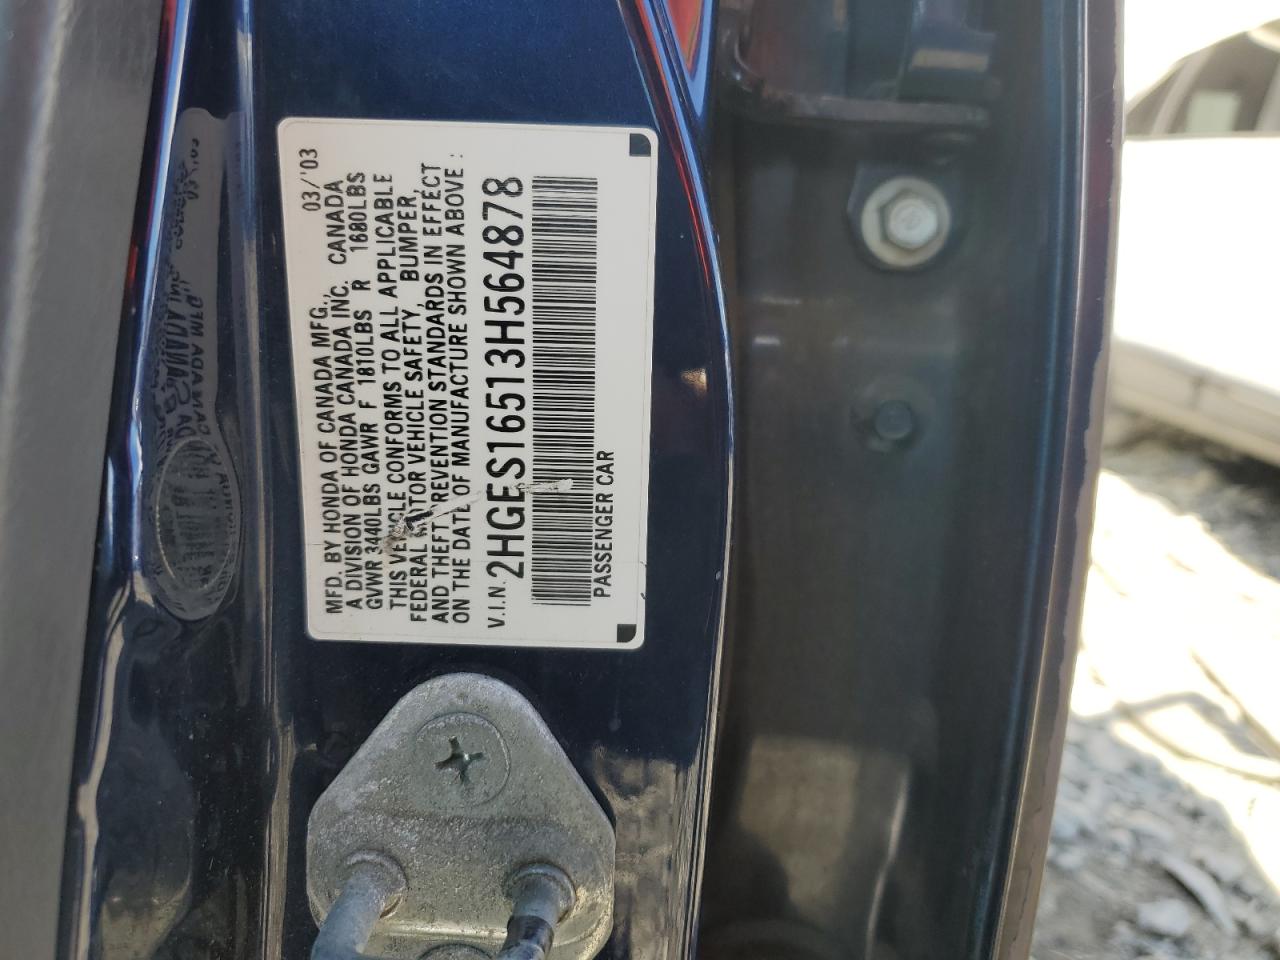 MFD. BY HONDA OF CANADA MFG., 03/'03
A DIVISION OF HONDA CANADA INC. CANADA
GVWR 3440LBS GAWR F 1810LBS R 1680LBS
THIS VEHICLE CONFORMS TO ALL APPLICABLE
FEDERAL MOTOR VEHICLE SAFETY, BUMPER,
AND THEFT PREVENTION STANDARDS IN EFFECT
ON THE DATE OF MANUFACTURE SHOWN ABOVE :
V.I.N. 2HGES16513H564878
PASSENGER CAR